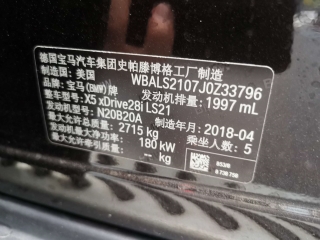 德国宝马汽车集团史帕滕博格工厂制造
制造国：美国 WBALS2107J0Z33796
品牌：宝马(BMW)牌 发动机排量：1997 mL
整车型号：X5 xDrive28i LS21
发动机型号：N20B20A 制造年月：2018-04
最大允许总质量：2715 kg 乘坐人数：5
发动机最大净功率：180 kW
kg